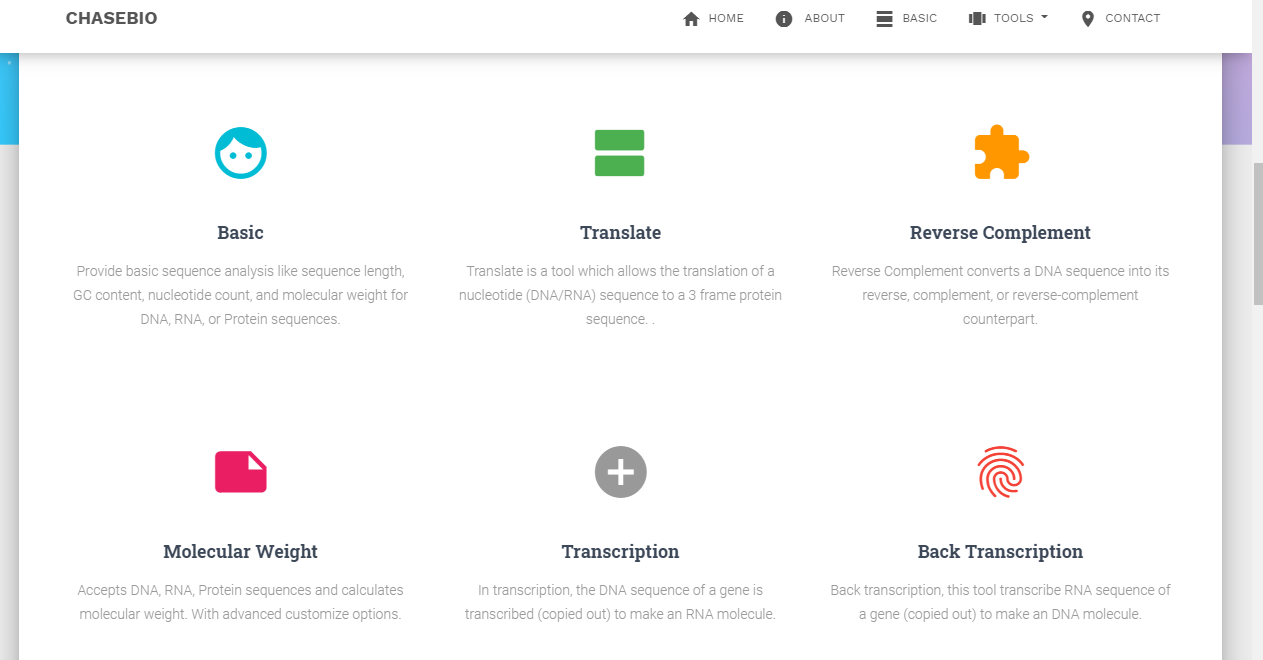 CHASEBIO
HOME ABOUT BASIC TOOLS CONTACT
Basic
Provide basic sequence analysis like sequence length,
GC content, nucleotide count, and molecular weight for
DNA, RNA, or Protein sequences.
Translate
Translate is a tool which allows the translation of a
nucleotide (DNA/RNA) sequence to a 3 frame protein
sequence. .
Reverse Complement
Reverse Complement converts a DNA sequence into its
reverse, complement, or reverse-complement
counterpart.
Molecular Weight
Accepts DNA, RNA, Protein sequences and calculates
molecular weight. With advanced customize options.
Transcription
In transcription, the DNA sequence of a gene is
transcribed (copied out) to make an RNA molecule.
Back Transcription
Back transcription, this tool transcribe RNA sequence of
a gene (copied out) to make an DNA molecule.